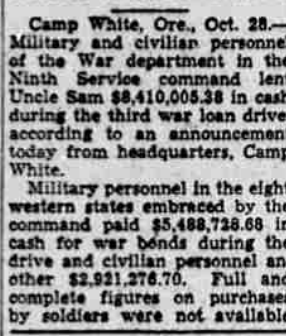 Camp White, Ore., Oct. 28.—
Military and civilian personnel
of the War department in the
Ninth Service command lent
Uncle Sam $8,410,005.38 in cash
during the third war loan drive,
according to an announcement
today from headquarters, Camp
White.
Military personnel in the eight
western states embraced by the
command paid $5,488,728.68 in
cash for war bonds during the
drive and civilian personnel an
other $2,921,276.70. Full and
complete figures on purchases
by soldiers were not available